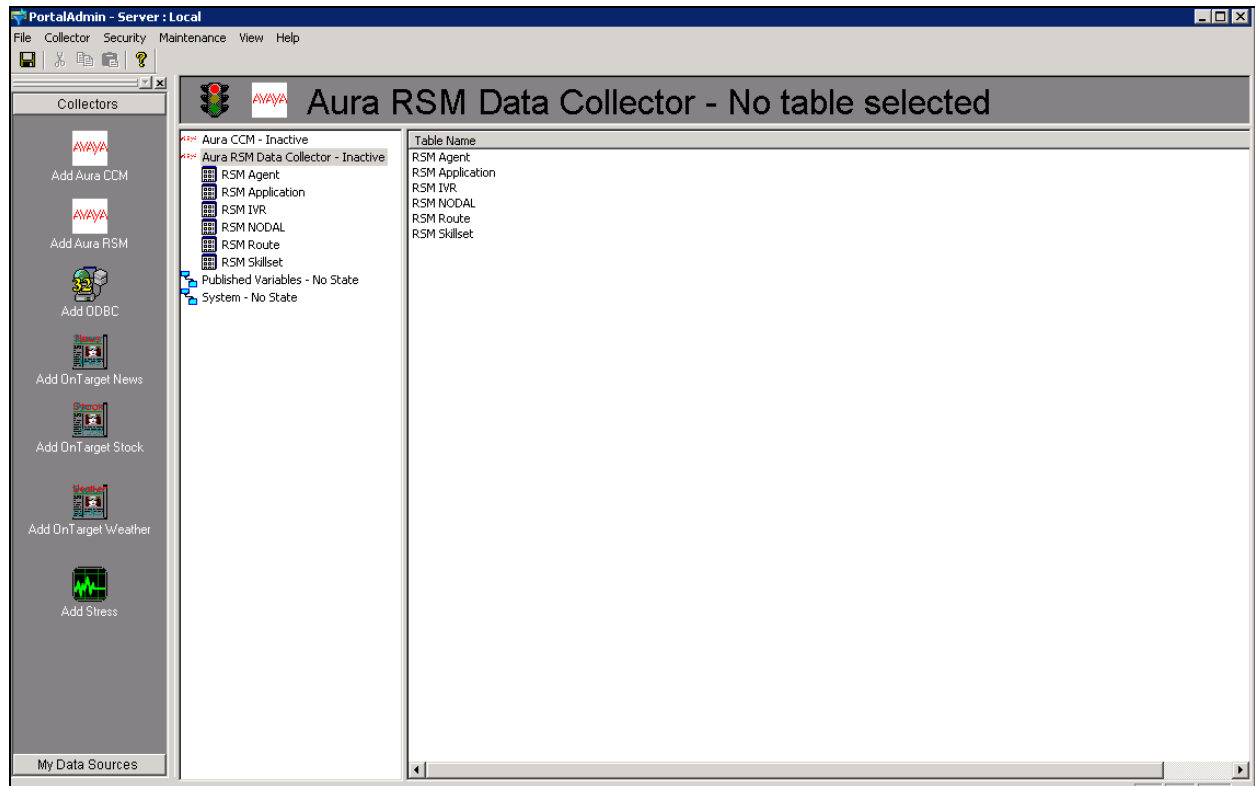 PortalAdmin - Server : Local
File Collector Security Maintenance View Help
Collectors
AVAYA
Add Aura CCM
AVAYA
Add Aura RSM
32
Add ODBC
News
Add OnTarget News
Stock
Add OnTarget Stock
Add OnTarget Weather
Add Stress
My Data Sources
AVAYA Aura RSM Data Collector - No table selected
Aura CCM - Inactive
Aura RSM Data Collector - Inactive
RSM Agent
RSM Application
RSM IVR
RSM NODAL
RSM Route
RSM Skillset
Published Variables - No State
System - No State
Table Name
RSM Agent
RSM Application
RSM IVR
RSM NODAL
RSM Route
RSM Skillset